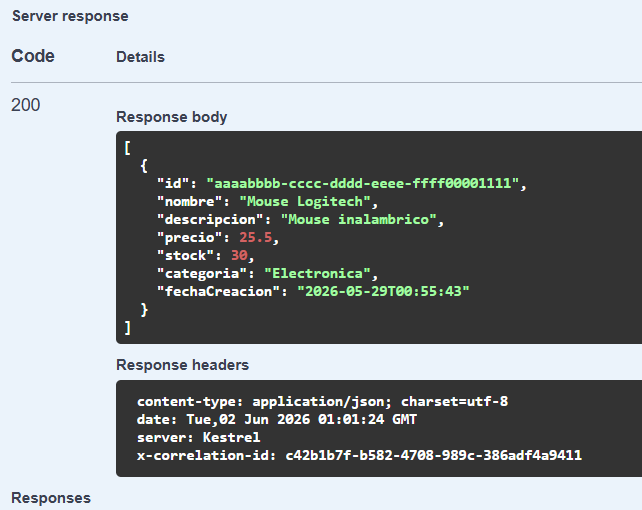 Server response
Code Details
200
Response body
[
{
"id": "aaaabbbb-cccc-dddd-eeee-ffff00001111",
"nombre": "Mouse Logitech",
"descripcion": "Mouse inalambrico",
"precio": 25.5,
"stock": 30,
"categoria": "Electronica",
"fechaCreacion": "2026-05-29T00:55:43"
}
]
Response headers
content-type: application/json; charset=utf-8
date: Tue,02 Jun 2026 01:01:24 GMT
server: Kestrel
x-correlation-id: c42b1b7f-b582-4708-989c-386adf4a9411
Responses